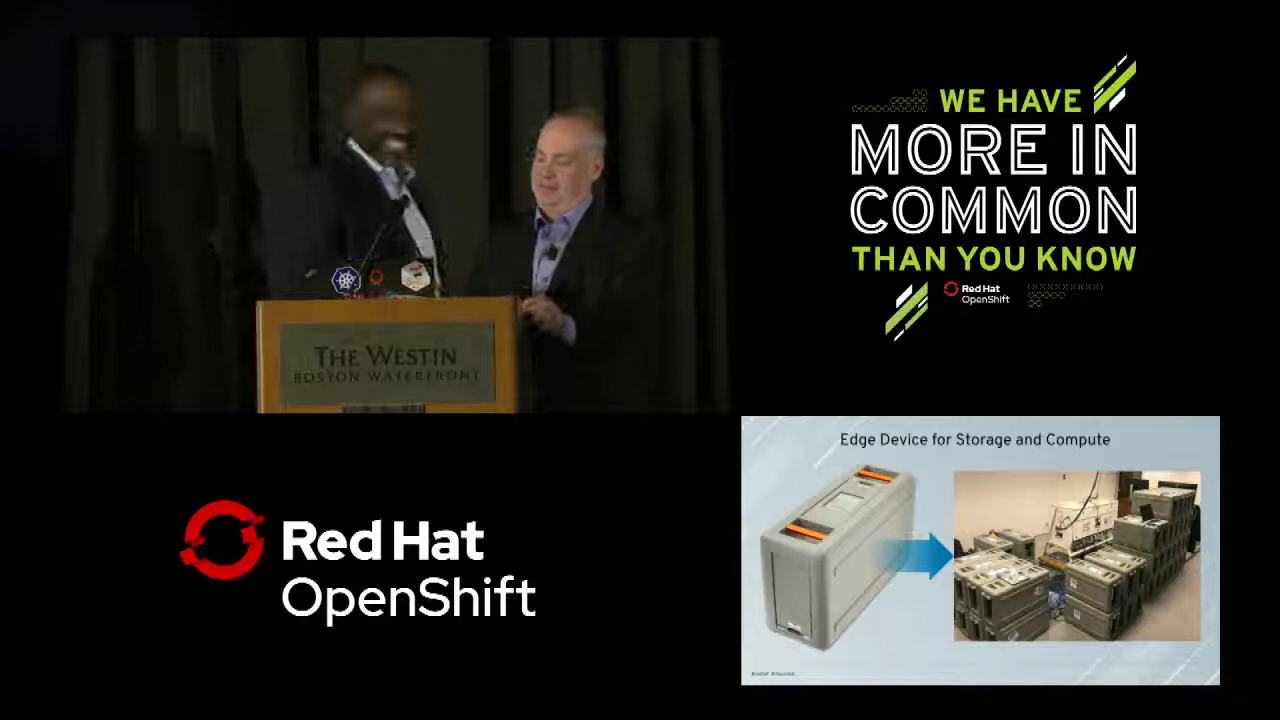 WE HAVE
MORE IN
COMMON
THAN YOU KNOW
Red Hat
OpenShift
THE WESTIN
BOSTON WATERFRONT
Red Hat
OpenShift
Edge Device for Storage and Compute